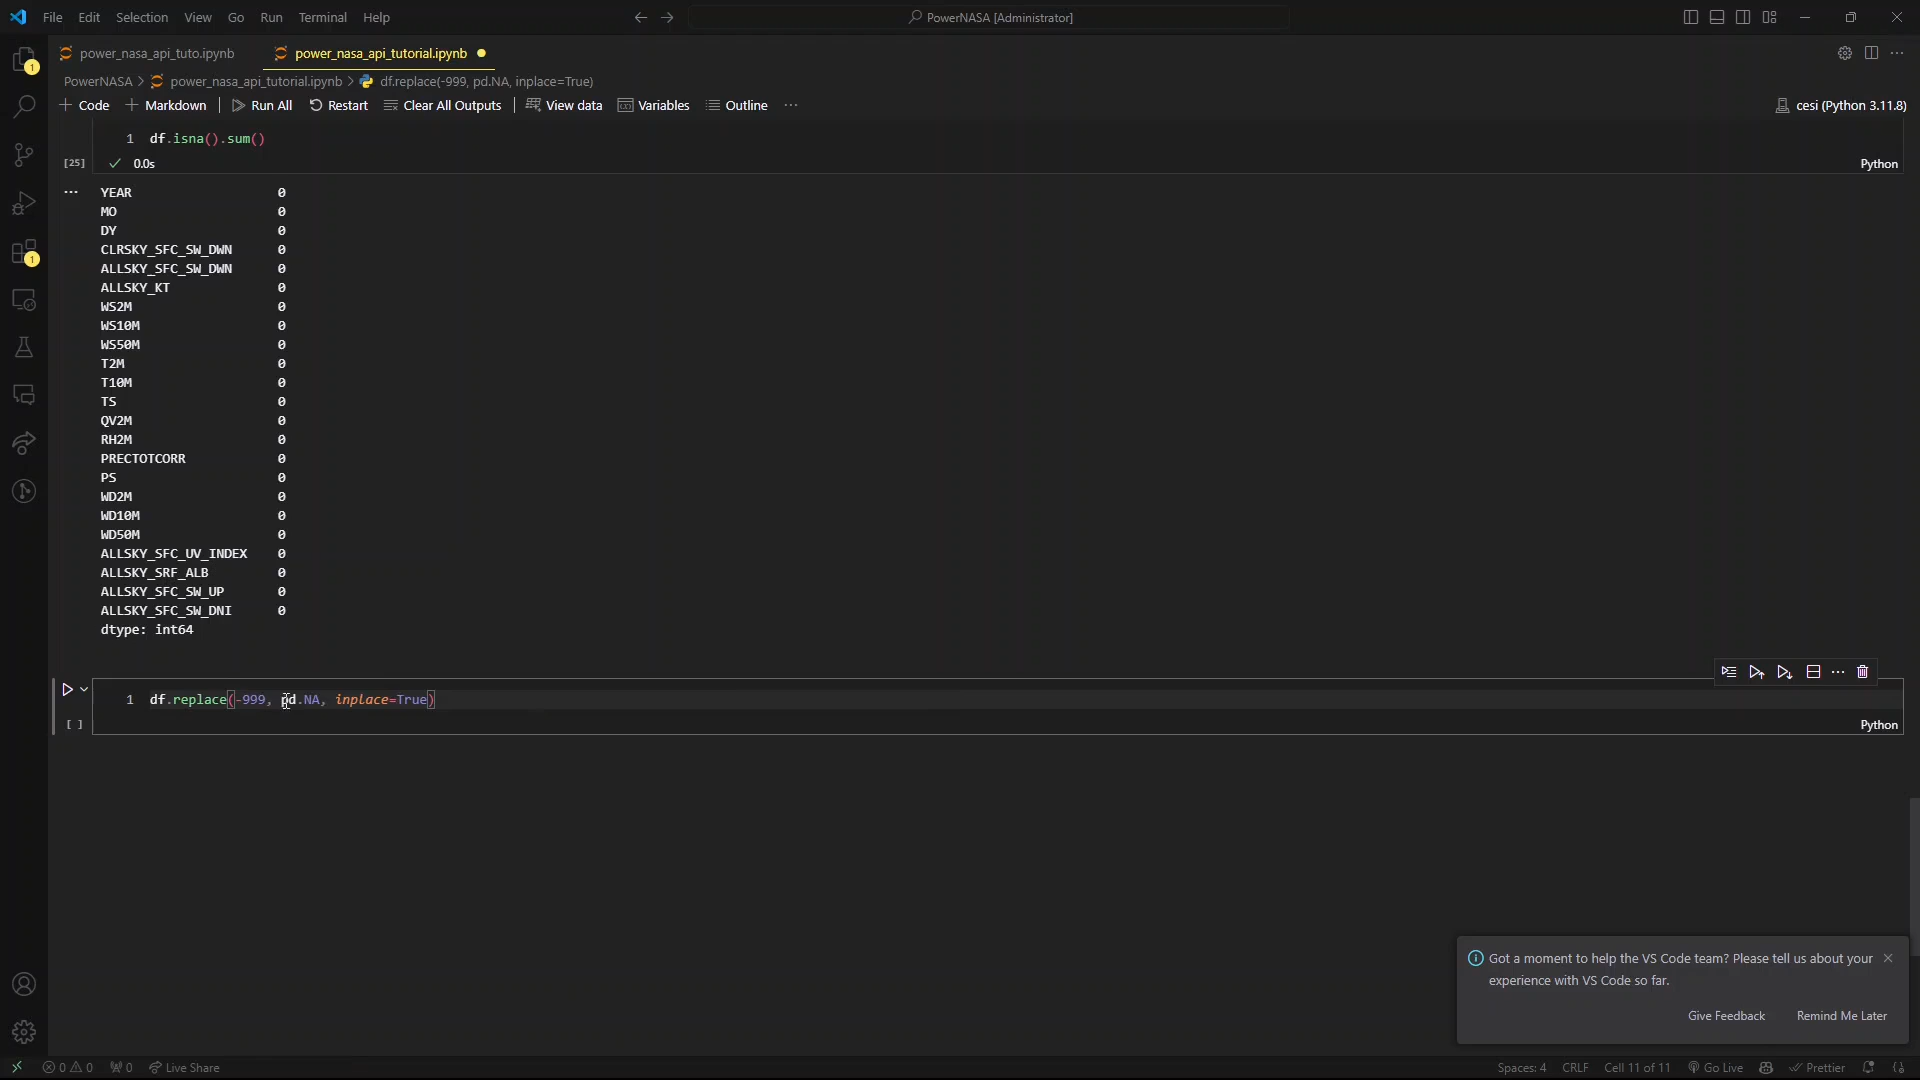 File Edit Selection View Go Run Terminal Help
PowerNASA [Administrator]
power_nasa_api_tuto.ipynb power_nasa_api_tutorial.ipynb
PowerNASA > power_nasa_api_tutorial.ipynb > df.replace(-999, pd.NA, inplace=True)
+ Code + Markdown | Run All Restart Clear All Outputs | View data Variables Outline ...
cesi (Python 3.11.8)
1 df.isna().sum()
[25] 0.0s Python
... YEAR 0
MO 0
DY 0
CLRSKY_SFC_SW_DWN 0
ALLSKY_SFC_SW_DWN 0
ALLSKY_KT 0
WS2M 0
WS10M 0
WS50M 0
T2M 0
T10M 0
TS 0
QV2M 0
RH2M 0
PRECTOTCORR 0
PS 0
WD2M 0
WD10M 0
WD50M 0
ALLSKY_SFC_UV_INDEX 0
ALLSKY_SRF_ALB 0
ALLSKY_SFC_SW_UP 0
ALLSKY_SFC_SW_DNI 0
dtype: int64
1 df.replace(-999, pd.NA, inplace=True)
[ ] Python
Got a moment to help the VS Code team? Please tell us about your
experience with VS Code so far.
Give Feedback Remind Me Later
0 0 0 Live Share Spaces: 4 CRLF Cell 11 of 11 Go Live Prettier
1
1